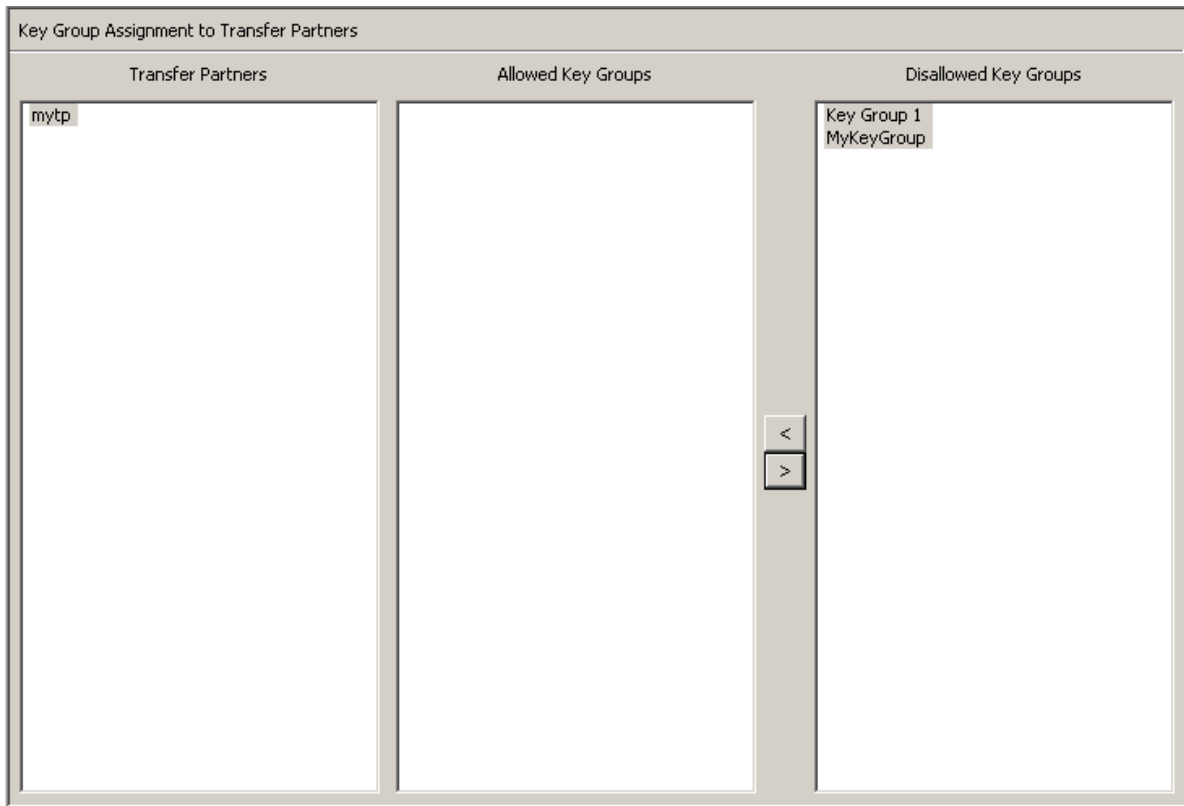 Key Group Assignment to Transfer Partners
Transfer Partners Allowed Key Groups Disallowed Key Groups
mytp
Key Group 1
MyKeyGroup
<
>